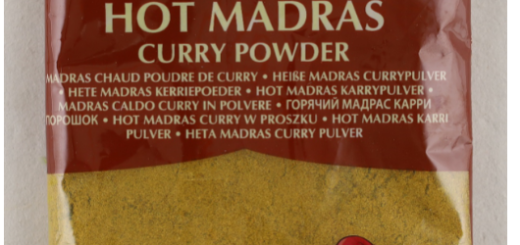 HOT MADRAS
CURRY POWDER
MADRAS CHAUD POUDRE DE CURRY • HEIßE MADRAS CURRYPULVER
• HETE MADRAS KERRIEPOEDER • HOT MADRAS KARRYPULVER •
MADRAS CALDO CURRY IN POLVERE • ГОРЯЧИЙ МАДРАС КАРРИ
ПОРОШОК • HOT MADRAS CURRY W PROSZKU • HOT MADRAS KARRI
PULVER • HETA MADRAS CURRY PULVER